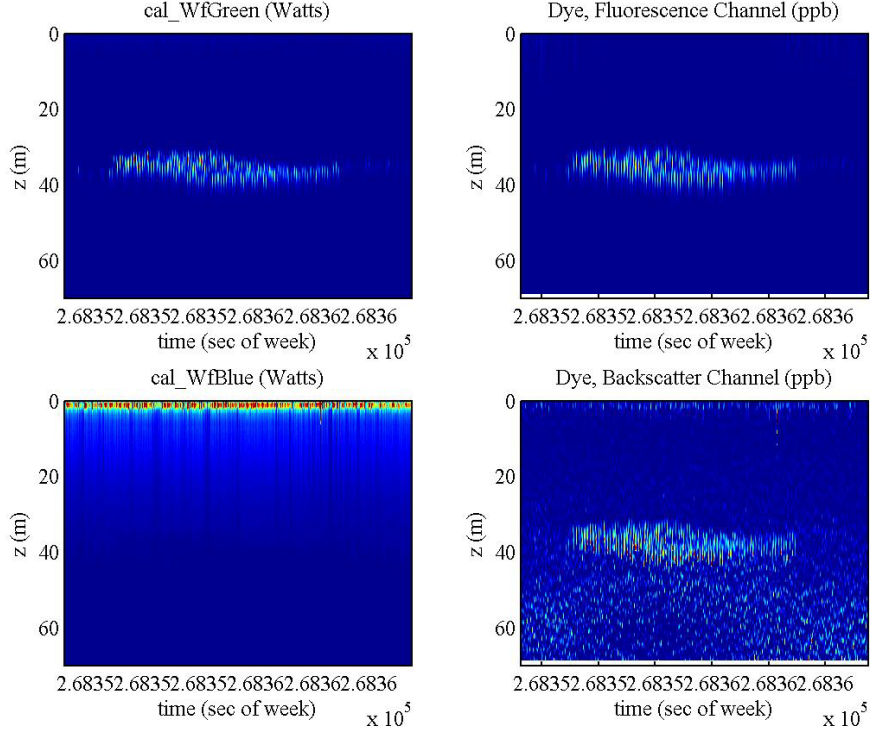 cal_WfGreen (Watts)
0
20
40
60
z (m)
2.68352.68352.68352.68362.68362.6836
time (sec of week)
x 10^5
Dye, Fluorescence Channel (ppb)
0
20
40
60
z (m)
2.68352.68352.68352.68362.68362.6836
time (sec of week)
x 10^5
cal_WfBlue (Watts)
0
20
40
60
z (m)
2.68352.68352.68352.68362.68362.6836
time (sec of week)
x 10^5
Dye, Backscatter Channel (ppb)
0
20
40
60
z (m)
2.68352.68352.68352.68362.68362.6836
time (sec of week)
x 10^5